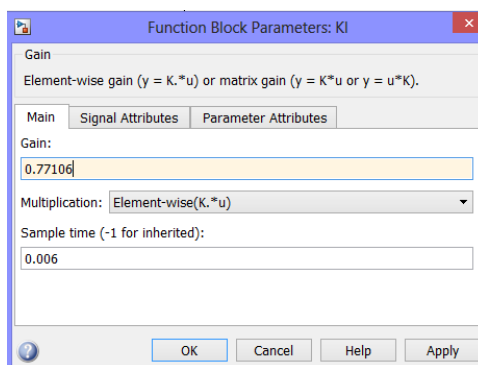 Function Block Parameters: KI
Gain
Element-wise gain (y = K.*u) or matrix gain (y = K*u or y = u*K).
Main Signal Attributes Parameter Attributes
Gain:
0.77106
Multiplication: Element-wise(K.*u)
Sample time (-1 for inherited):
0.006
OK Cancel Help Apply